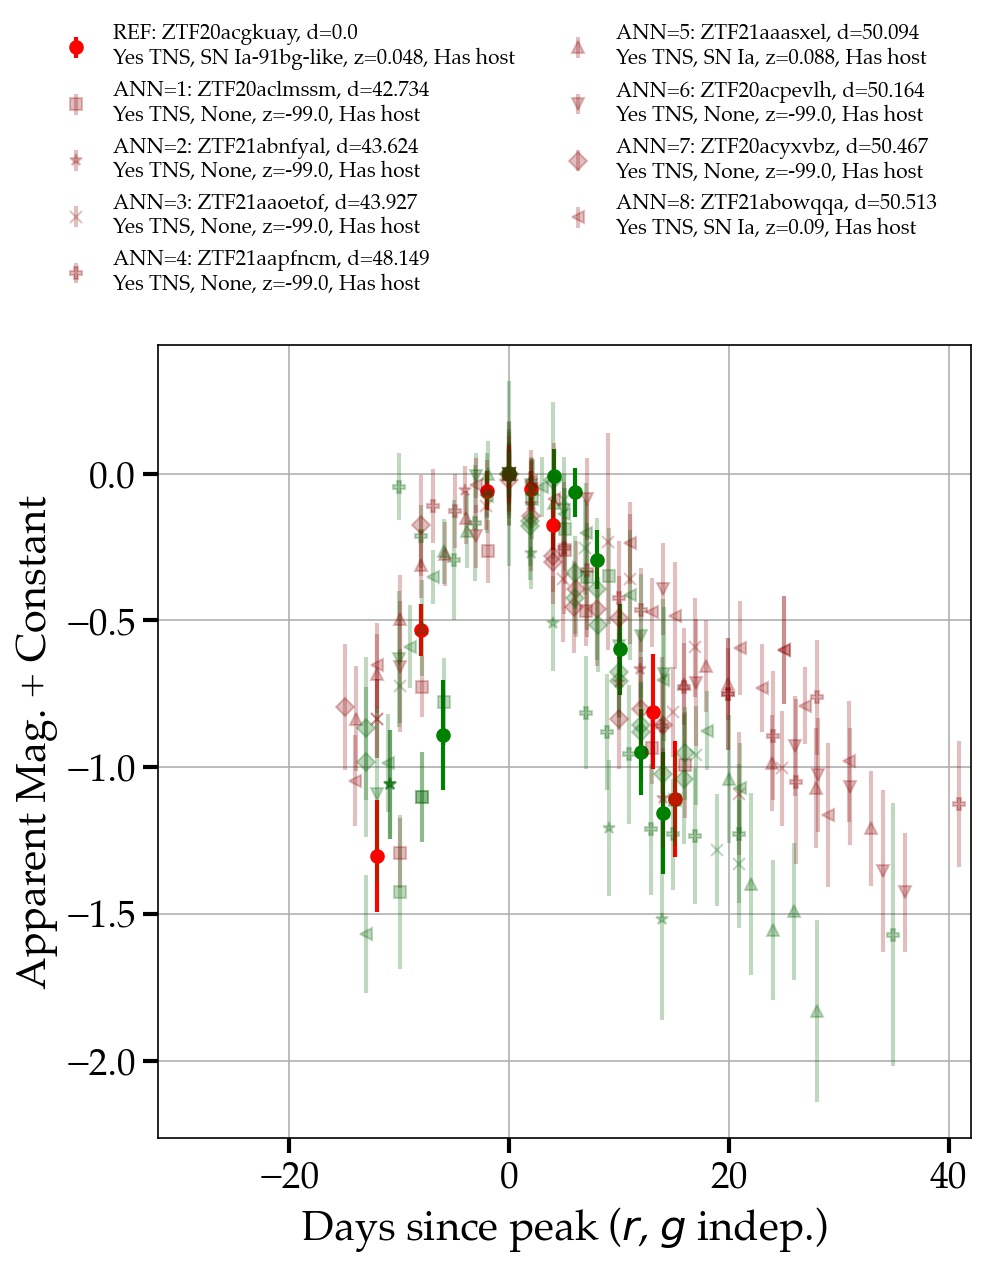 REF: ZTF20acgkuay, d=0.0
Yes TNS, SN Ia-91bg-like, z=0.048, Has host
ANN=1: ZTF20aclmssm, d=42.734
Yes TNS, None, z=-99.0, Has host
ANN=2: ZTF21abnfyal, d=43.624
Yes TNS, None, z=-99.0, Has host
ANN=3: ZTF21aaoetof, d=43.927
Yes TNS, None, z=-99.0, Has host
ANN=4: ZTF21aapfncm, d=48.149
Yes TNS, None, z=-99.0, Has host
ANN=5: ZTF21aaasxel, d=50.094
Yes TNS, SN Ia, z=0.088, Has host
ANN=6: ZTF20acpevlh, d=50.164
Yes TNS, None, z=-99.0, Has host
ANN=7: ZTF20acyxvbz, d=50.467
Yes TNS, None, z=-99.0, Has host
ANN=8: ZTF21abowqqa, d=50.513
Yes TNS, SN Ia, z=0.09, Has host
Apparent Mag. + Constant
0.0
−0.5
−1.0
−1.5
−2.0
−20
0
20
40
Days since peak (r, g indep.)